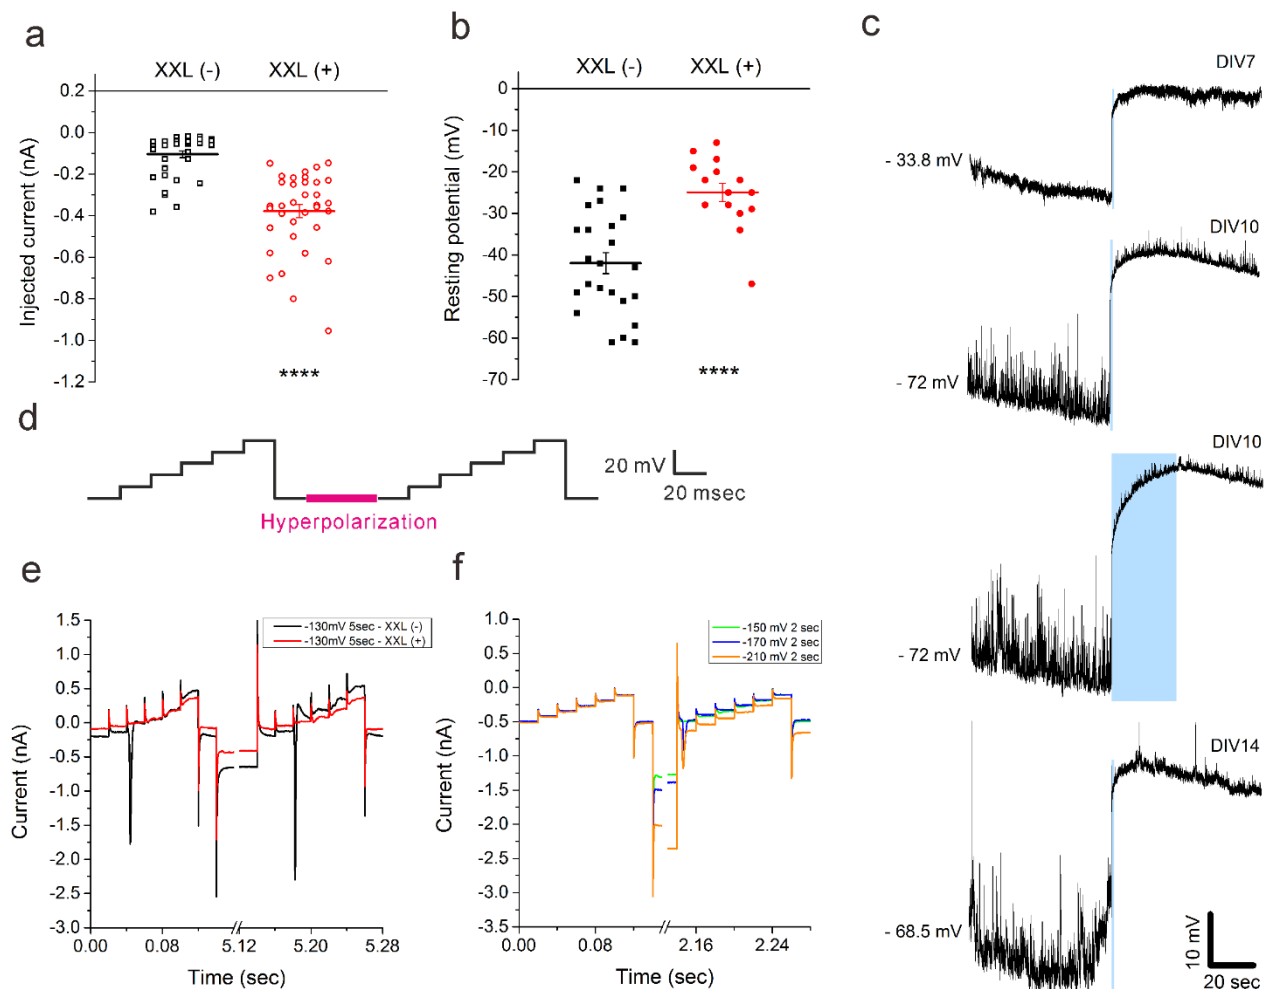 a
XXL (-)
XXL (+)
0.2
0.0
-0.2
-0.4
-0.6
-0.8
-1.0
-1.2
Injected current (nA)
****
b
XXL (-)
XXL (+)
0
-10
-20
-30
-40
-50
-60
-70
Resting potential (mV)
****
c
DIV7
- 33.8 mV
DIV10
- 72 mV
DIV10
- 72 mV
DIV14
- 68.5 mV
10 mV
20 sec
d
Hyperpolarization
20 mV
20 msec
e
1.5
1.0
0.5
0.0
-0.5
-1.0
-1.5
-2.0
-2.5
-3.0
Current (nA)
-130mV 5sec - XXL (-)
-130mV 5sec - XXL (+)
0.00
0.08
5.12
5.20
5.28
Time (sec)
f
1.0
0.5
0.0
-0.5
-1.0
-1.5
-2.0
-2.5
-3.0
-3.5
Current (nA)
-150 mV 2 sec
-170 mV 2 sec
-210 mV 2 sec
0.00
0.08
2.16
2.24
Time (sec)